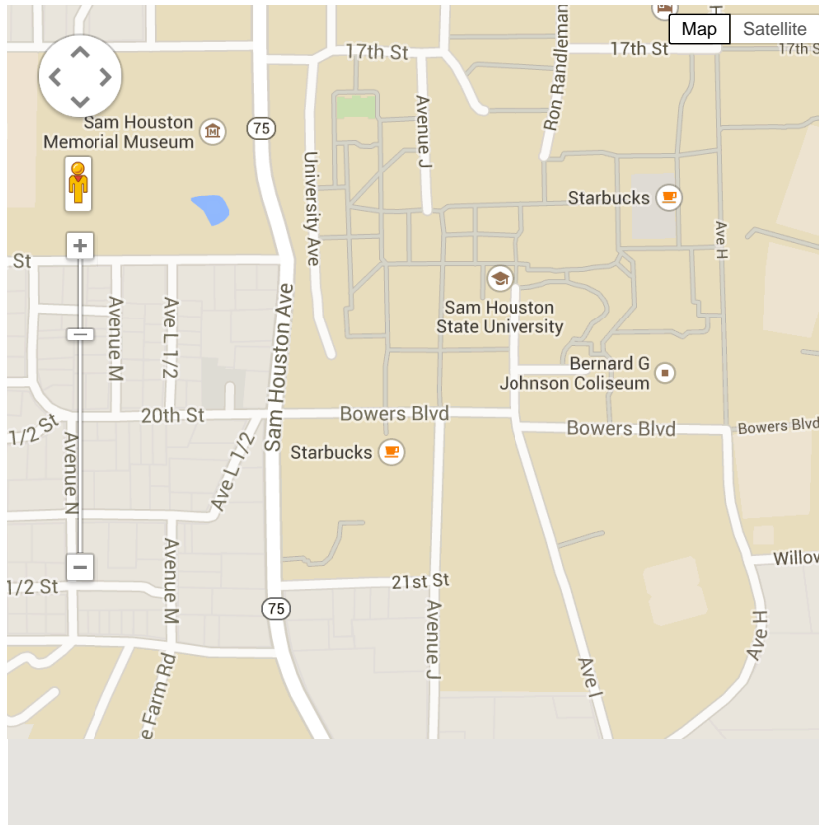 Map
Satellite
17th St
17th St
17th S
Ron Randleman
Avenue J
Sam Houston
Memorial Museum
75
University Ave
Starbucks
Ave H
St
Sam Houston
State University
Avenue M
Ave L 1/2
Sam Houston Ave
Bernard G
Johnson Coliseum
20th St
Bowers Blvd
Bowers Blvd
Bowers Blvd
1/2 St
Avenue N
Ave L 1/2
Starbucks
Avenue M
Willow
1/2 St
21st St
75
Avenue J
Ave I
Ave H
e Farm Rd